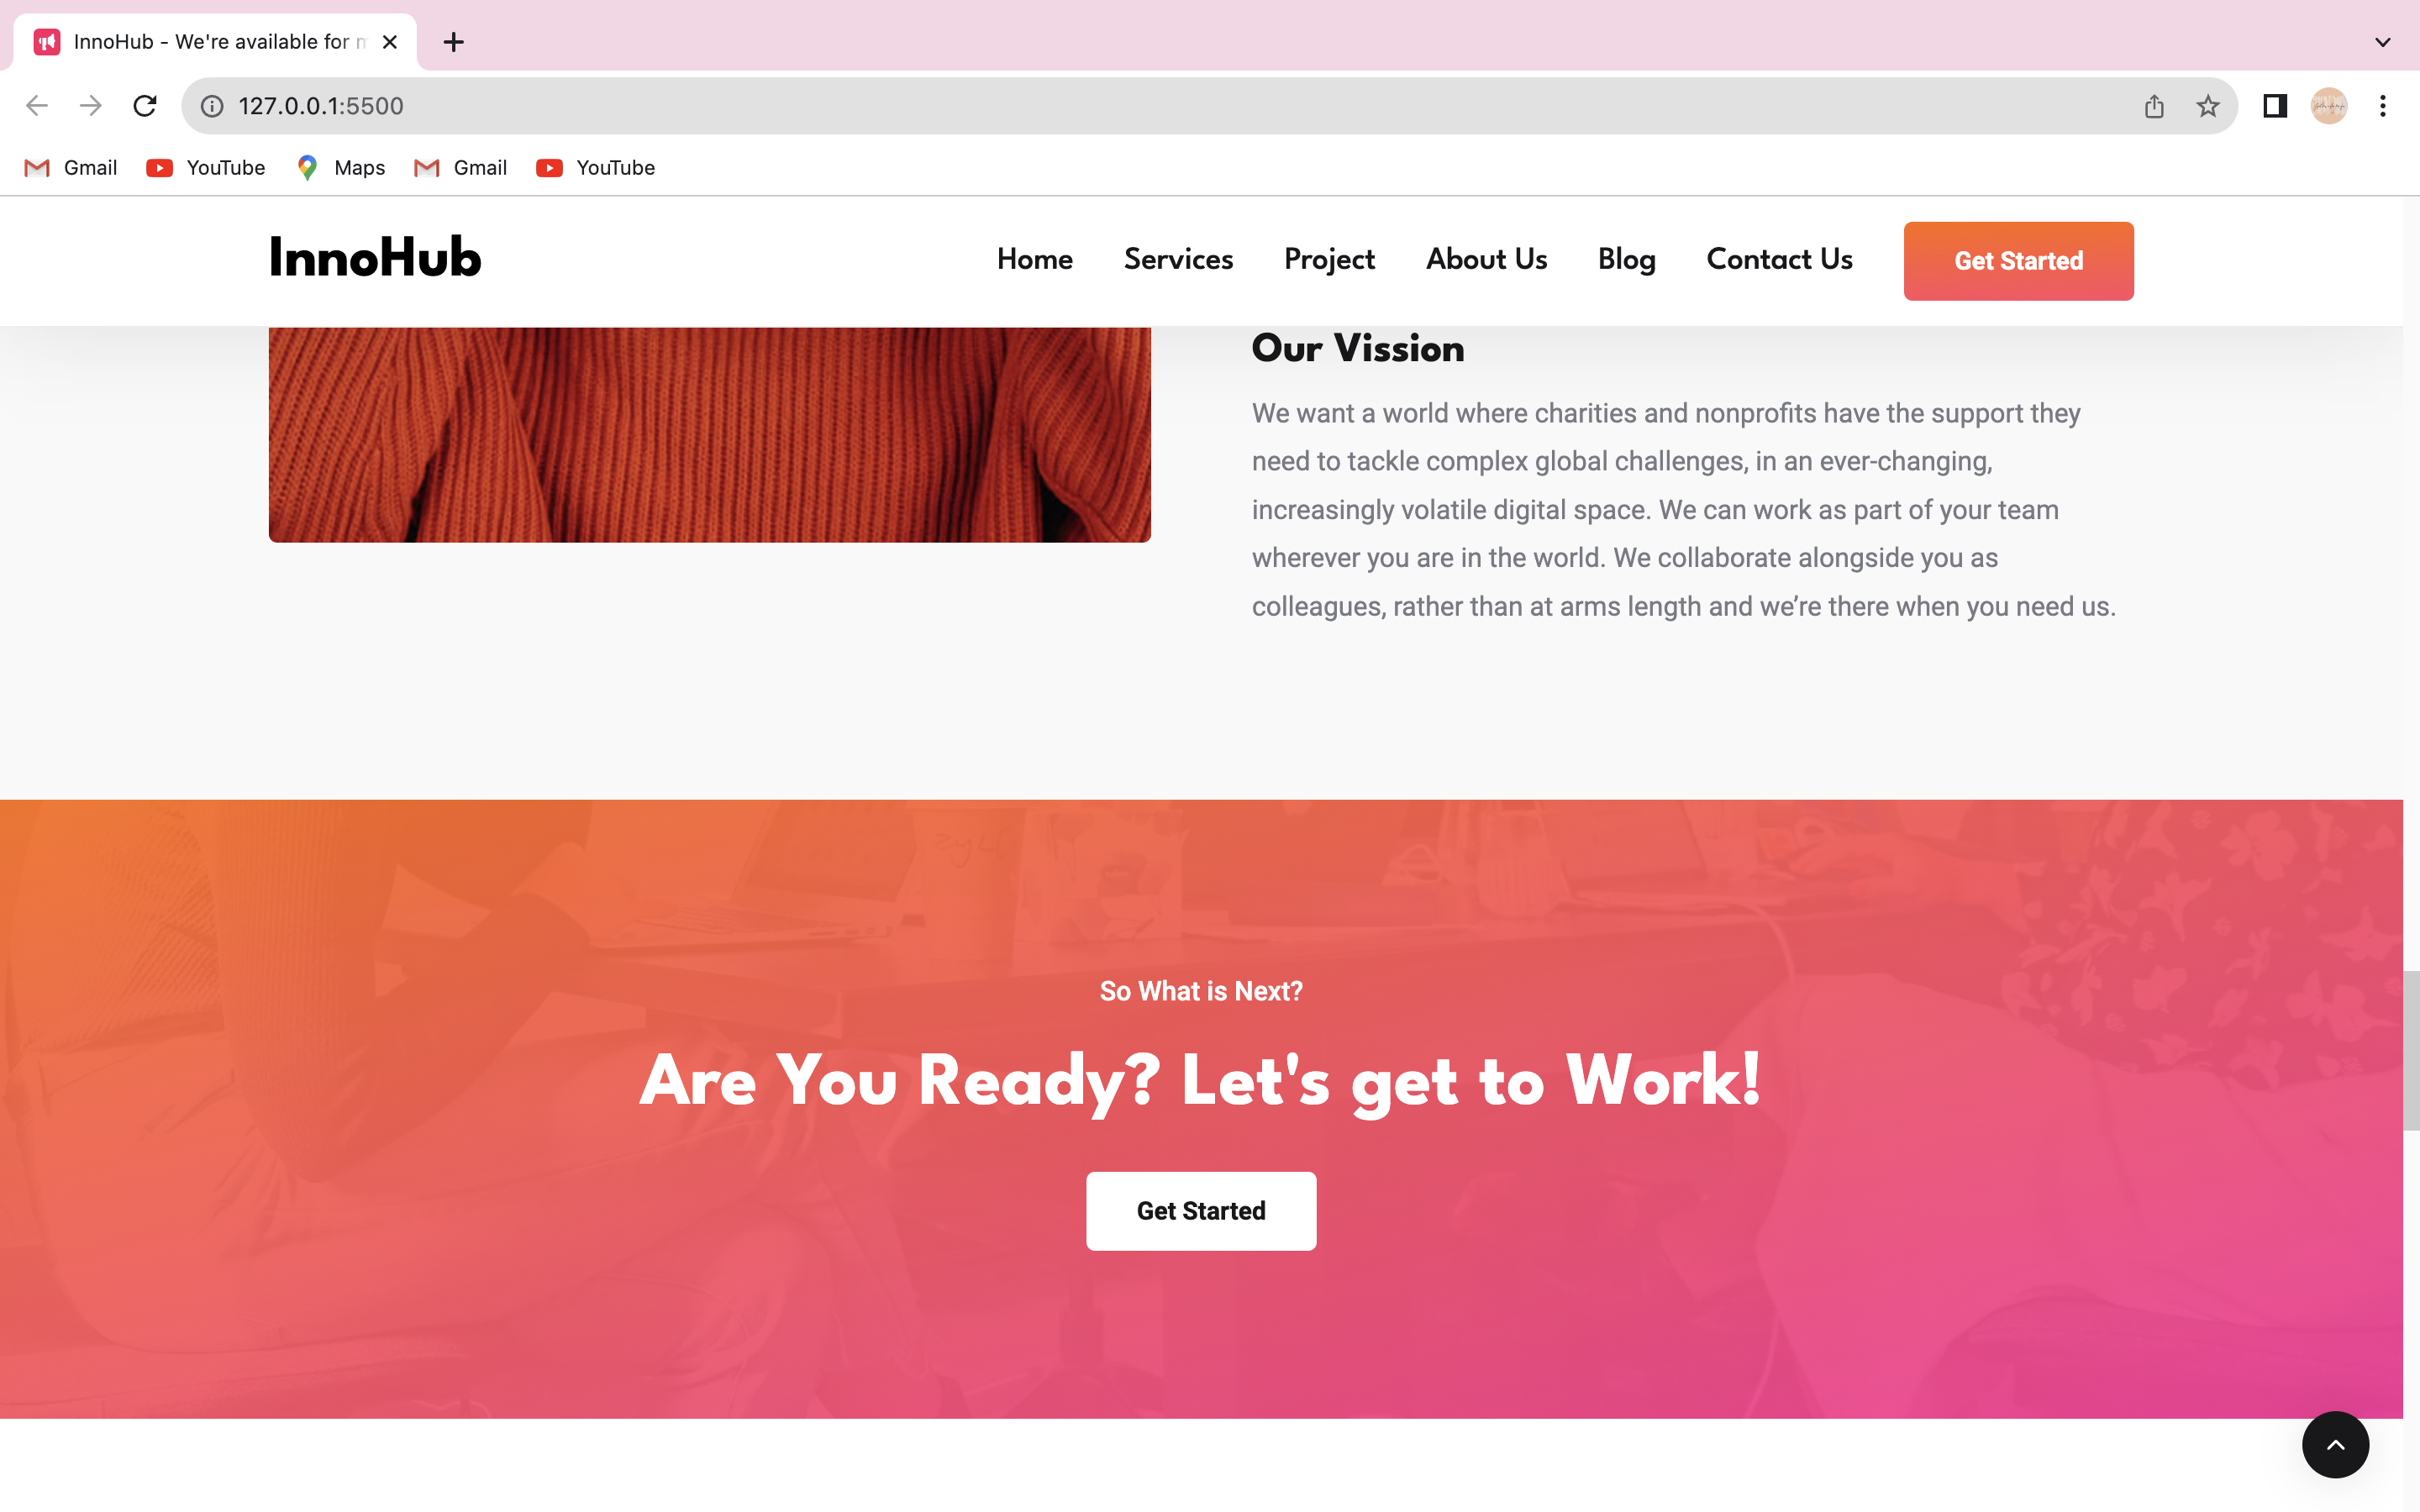 InnoHub - We're available for m
127.0.0.1:5500
Gmail YouTube Maps Gmail YouTube
InnoHub
Home Services Project About Us Blog Contact Us Get Started
Our Vission
We want a world where charities and nonprofits have the support they
need to tackle complex global challenges, in an ever-changing,
increasingly volatile digital space. We can work as part of your team
wherever you are in the world. We collaborate alongside you as
colleagues, rather than at arms length and we’re there when you need us.
So What is Next?
Are You Ready? Let's get to Work!
Get Started